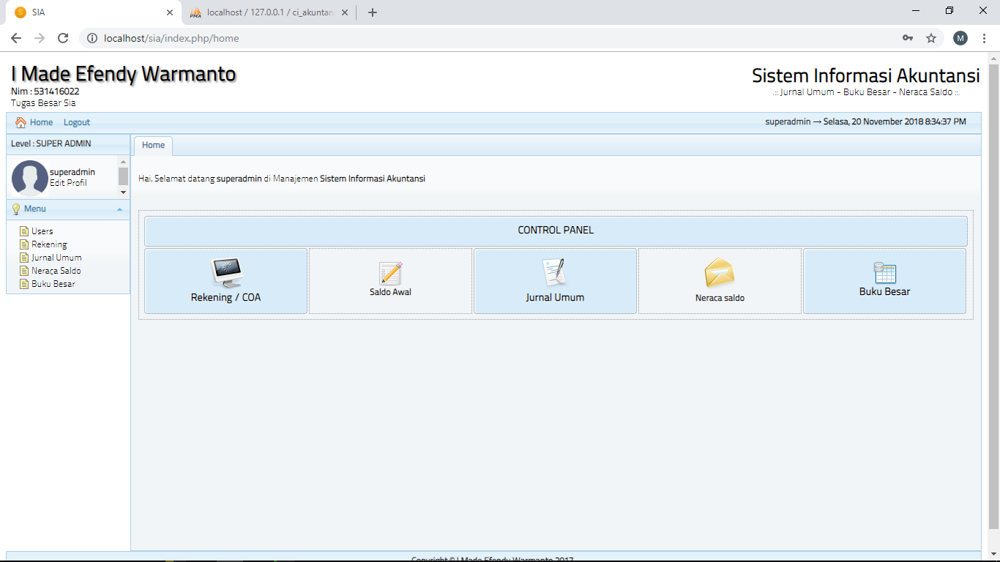 SIA
localhost / 127.0.0.1 / ci_akuntan
localhost/sia/index.php/home
M
I Made Efendy Warmanto
Nim : 531416022
Tugas Besar Sia
Sistem Informasi Akuntansi
.:: Jurnal Umum - Buku Besar - Neraca Saldo ::.
Home Logout
superadmin → Selasa, 20 November 2018 8:34:37 PM
Level : SUPER ADMIN
superadmin
Edit Profil
Menu
Users
Rekening
Jurnal Umum
Neraca Saldo
Buku Besar
Home
Hai, Selamat datang superadmin di Manajemen Sistem Informasi Akuntansi
CONTROL PANEL
Rekening / COA
Saldo Awal
Jurnal Umum
Neraca saldo
Buku Besar
Copyright © I Made Efendy Warmanto 2017